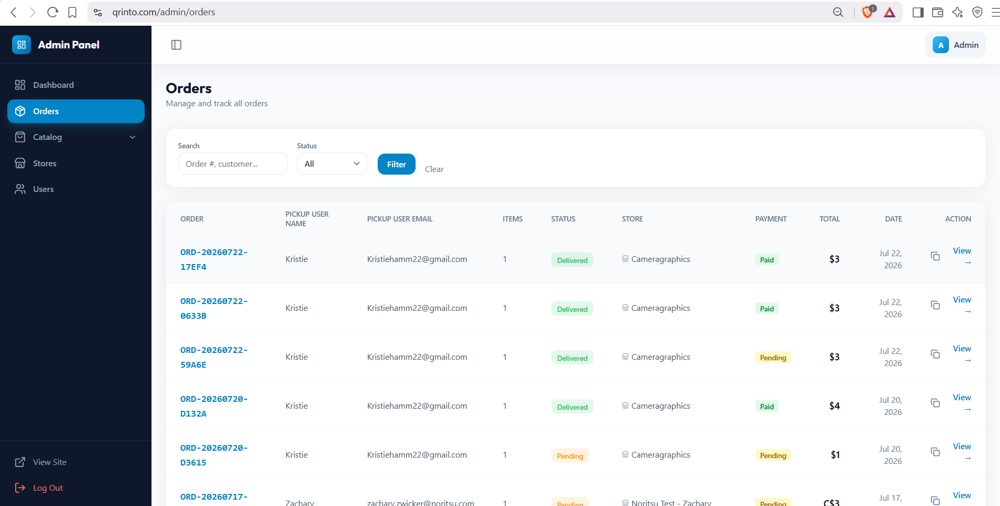 qrinto.com/admin/orders
1
Admin Panel
A Admin
Dashboard
Orders
Catalog
Stores
Users
View Site
Log Out
Orders
Manage and track all orders
Search
Status
Order #, customer...
All
Filter
Clear
ORDER PICKUP USER NAME PICKUP USER EMAIL ITEMS STATUS STORE PAYMENT TOTAL DATE ACTION
ORD-20260722-17EF4 Kristie Kristiehamm22@gmail.com 1 Delivered Cameragraphics Paid $3 Jul 22, 2026 View →
ORD-20260722-0633B Kristie Kristiehamm22@gmail.com 1 Delivered Cameragraphics Paid $3 Jul 22, 2026 View →
ORD-20260722-59A6E Kristie Kristiehamm22@gmail.com 1 Delivered Cameragraphics Pending $3 Jul 22, 2026 View →
ORD-20260720-D132A Kristie Kristiehamm22@gmail.com 1 Delivered Cameragraphics Paid $4 Jul 20, 2026 View →
ORD-20260720-D3615 Kristie Kristiehamm22@gmail.com 1 Pending Cameragraphics Pending $1 Jul 20, 2026 View →
ORD-20260717- Zachary zachary.zwicker@noritsu.com 1 Pending Noritsu Test - Zachary Pending C$3 Jul 17, View